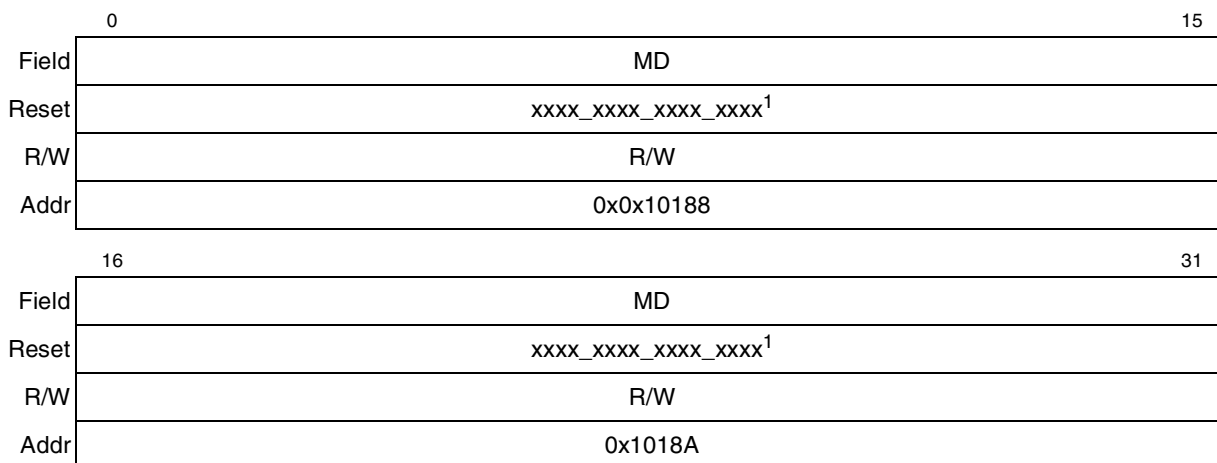 0 15
Field MD
Reset xxxx_xxxx_xxxx_xxxx1
R/W R/W
Addr 0x0x10188
16 31
Field MD
Reset xxxx_xxxx_xxxx_xxxx1
R/W R/W
Addr 0x1018A